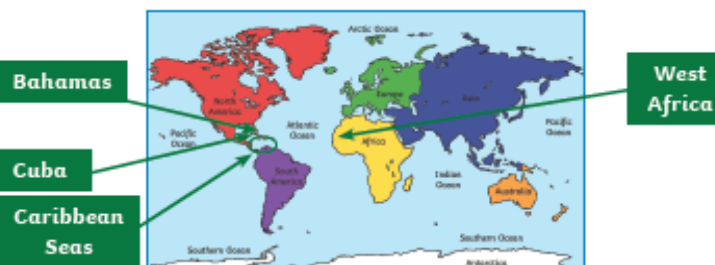 Arctic Ocean
Bahamas
West
Africa
North
America
Europe
Asia
Atlantic
Ocean
Pacific
Ocean
Pacific
Ocean
Africa
Cuba
South
America
Indian
Ocean
Australia
Caribbean
Seas
Southern Ocean
Southern Ocean
Antarctica